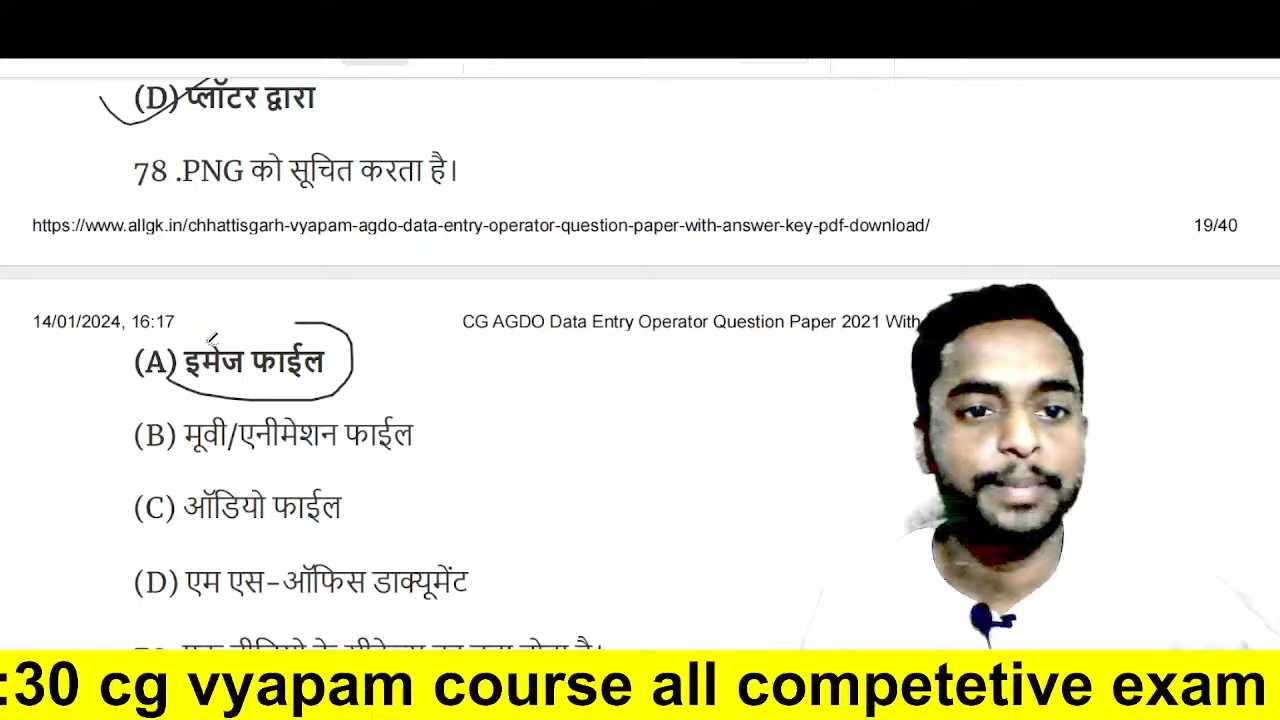 (D) प्लॉटर द्वारा
78 .PNG को सूचित करता है।
https://www.allgk.in/chhattisgarh-vyapam-agdo-data-entry-operator-question-paper-with-answer-key-pdf-download/ 19/40
14/01/2024, 16:17 CG AGDO Data Entry Operator Question Paper 2021 With
(A) इमेज फाईल
(B) मूवी/एनीमेशन फाईल
(C) ऑडियो फाईल
(D) एम एस-ऑफिस डाक्यूमेंट
:30 cg vyapam course all competetive exam